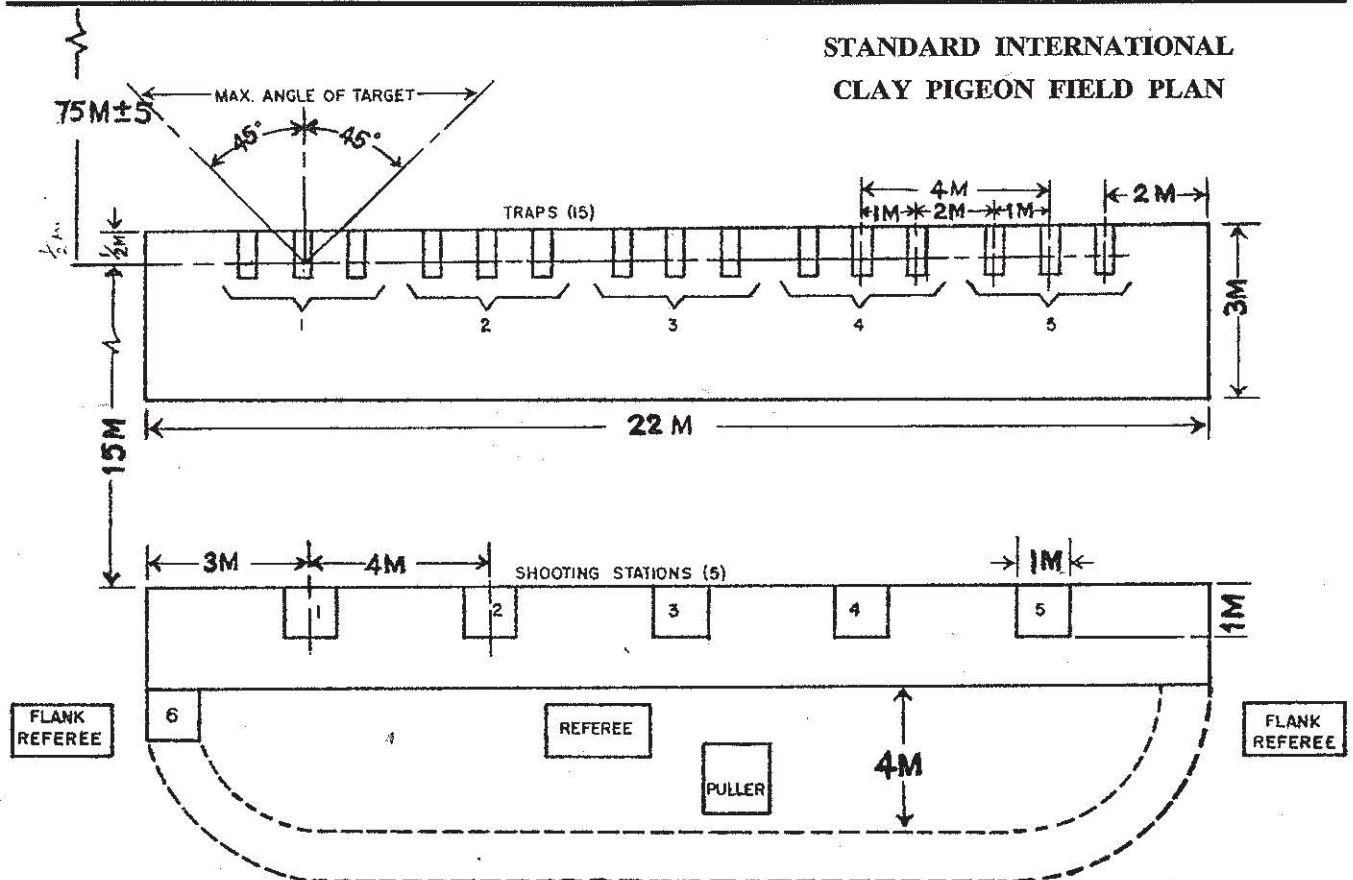 STANDARD INTERNATIONAL
CLAY PIGEON FIELD PLAN
75M±5
MAX. ANGLE OF TARGET
45° 45°
4M
1M 2M 1M
2M
TRAPS (15)
1/2 M
1/2M
3M
1 2 3 4 5
22 M
15M
3M 4M
SHOOTING STATIONS (5)
1M
1 2 3 4 5
1M
6
FLANK
REFEREE
REFEREE
PULLER
4M
FLANK
REFEREE